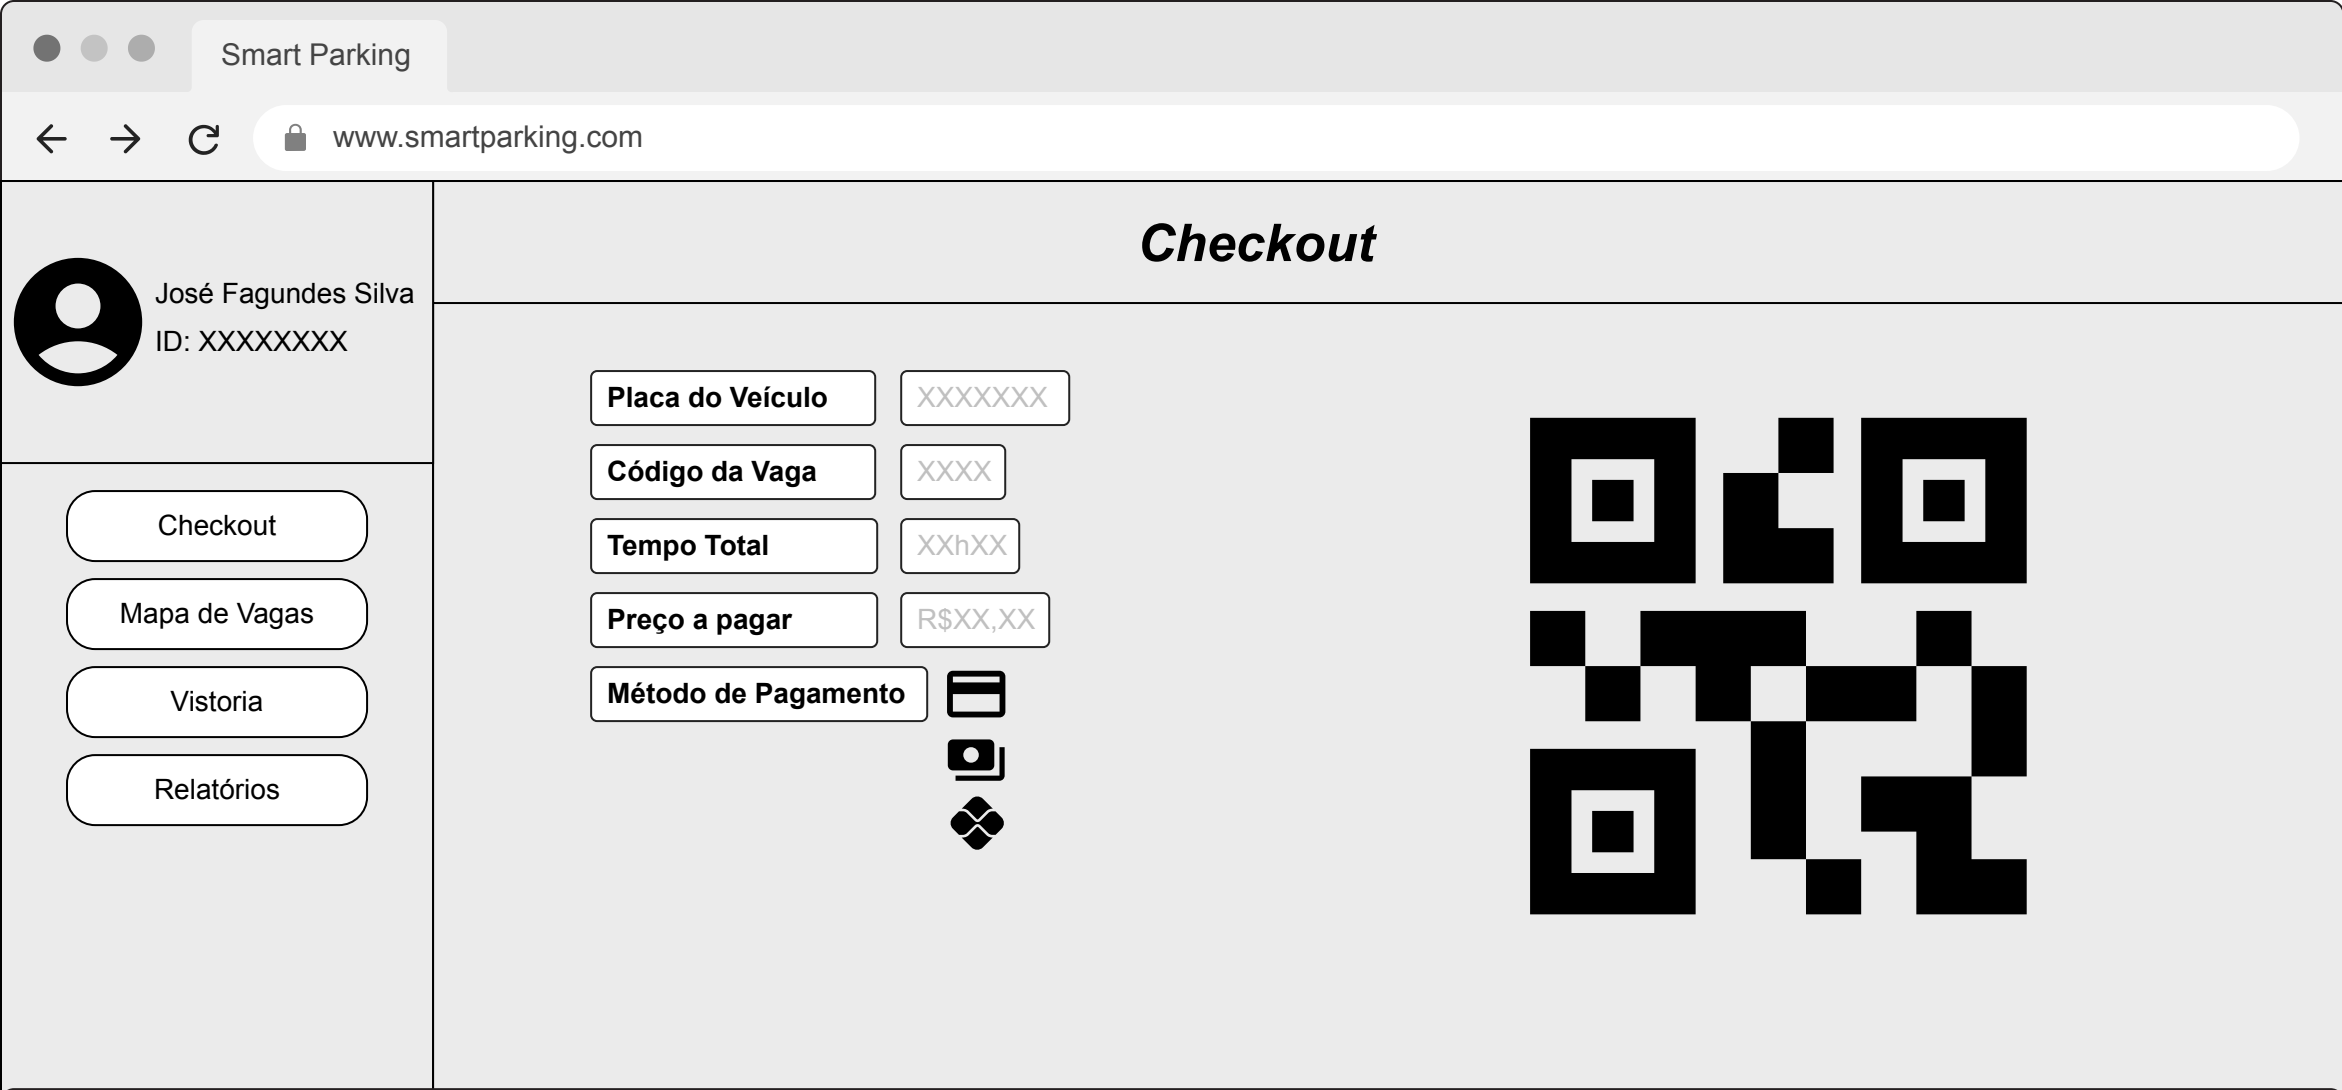 Smart Parking
www.smartparking.com
José Fagundes Silva
ID: XXXXXXXX
Checkout
Mapa de Vagas
Vistoria
Relatórios
Checkout
Placa do Veículo XXXXXXX
Código da Vaga XXXX
Tempo Total XXhXX
Preço a pagar R$XX,XX
Método de Pagamento